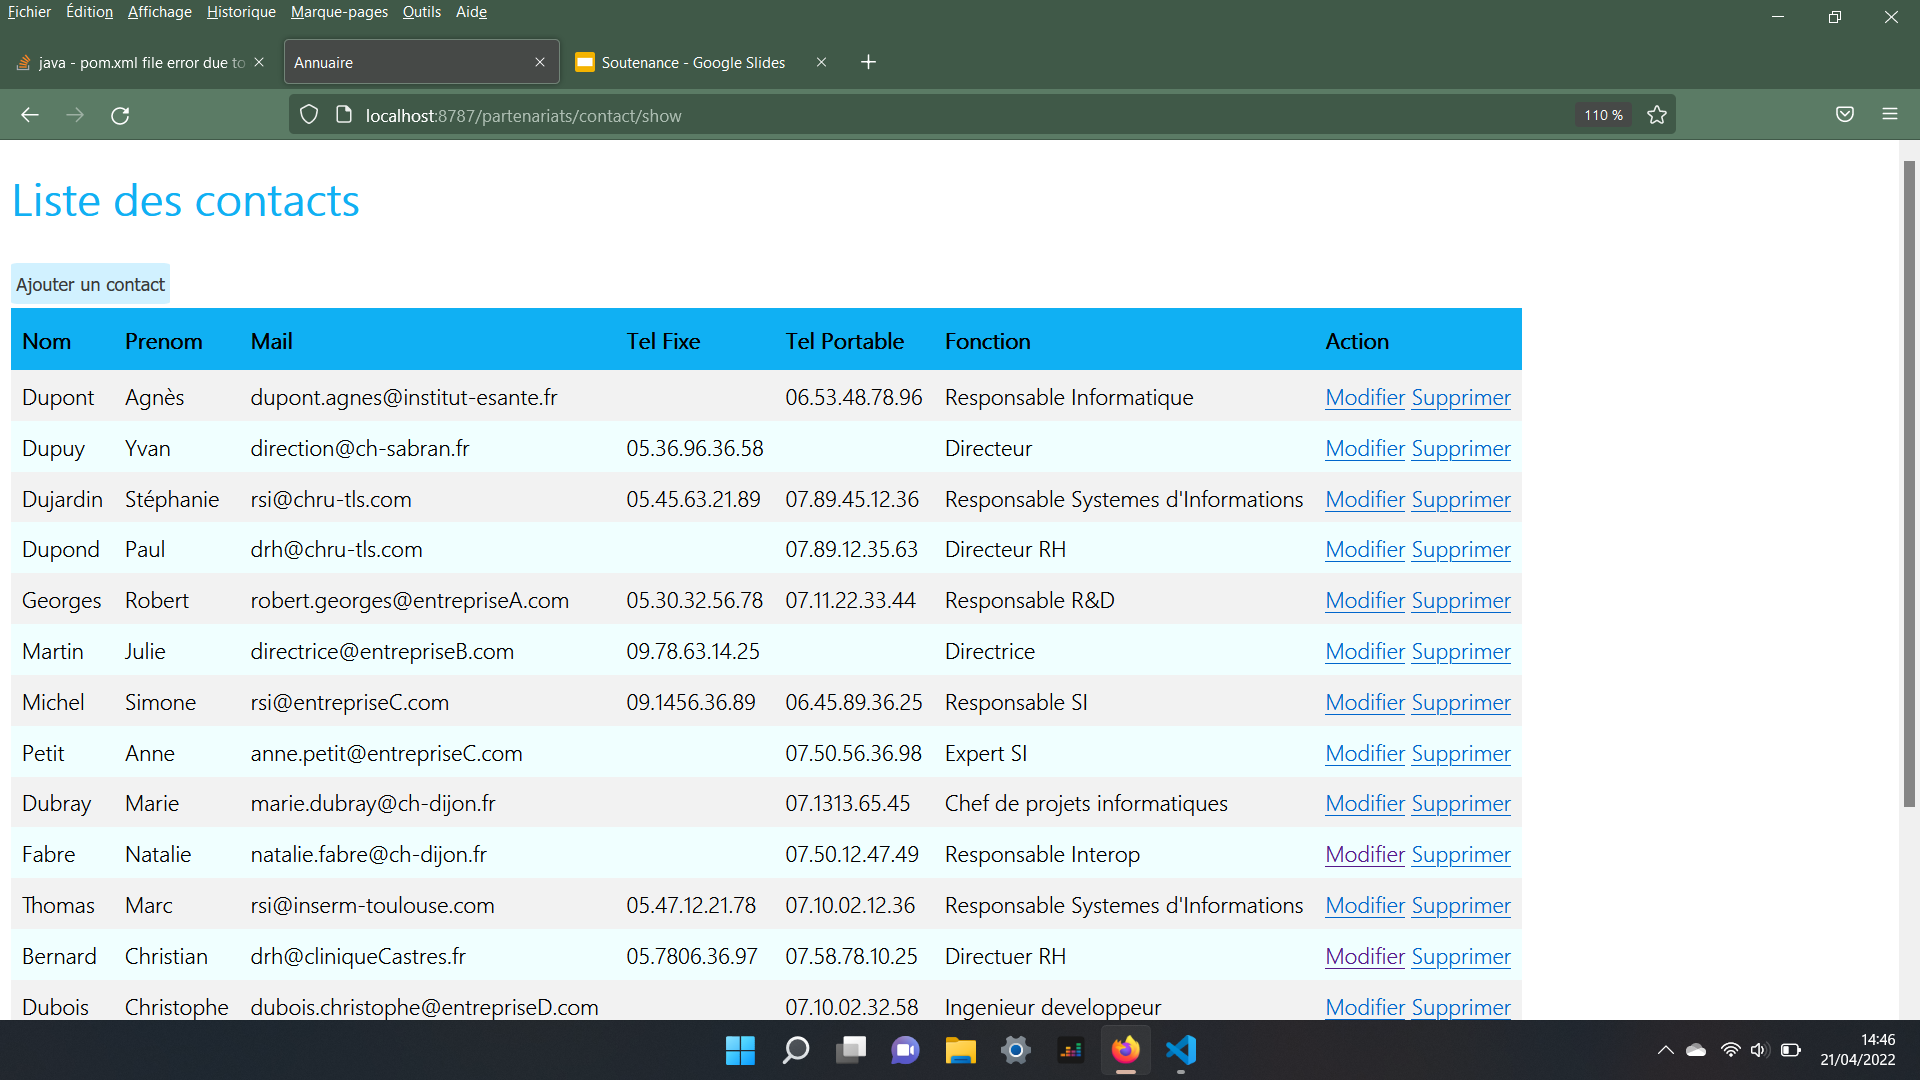 Fichier Édition Affichage Historique Marque-pages Outils Aide
java - pom.xml file error due to
Annuaire
Soutenance - Google Slides
localhost:8787/partenariats/contact/show
110 %
Liste des contacts
Ajouter un contact
Nom Prenom Mail Tel Fixe Tel Portable Fonction Action
Dupont Agnès dupont.agnes@institut-esante.fr 06.53.48.78.96 Responsable Informatique Modifier Supprimer
Dupuy Yvan direction@ch-sabran.fr 05.36.96.36.58 Directeur Modifier Supprimer
Dujardin Stéphanie rsi@chru-tls.com 05.45.63.21.89 07.89.45.12.36 Responsable Systemes d'Informations Modifier Supprimer
Dupond Paul drh@chru-tls.com 07.89.12.35.63 Directeur RH Modifier Supprimer
Georges Robert robert.georges@entrepriseA.com 05.30.32.56.78 07.11.22.33.44 Responsable R&D Modifier Supprimer
Martin Julie directrice@entrepriseB.com 09.78.63.14.25 Directrice Modifier Supprimer
Michel Simone rsi@entrepriseC.com 09.1456.36.89 06.45.89.36.25 Responsable SI Modifier Supprimer
Petit Anne anne.petit@entrepriseC.com 07.50.56.36.98 Expert SI Modifier Supprimer
Dubray Marie marie.dubray@ch-dijon.fr 07.1313.65.45 Chef de projets informatiques Modifier Supprimer
Fabre Natalie natalie.fabre@ch-dijon.fr 07.50.12.47.49 Responsable Interop Modifier Supprimer
Thomas Marc rsi@inserm-toulouse.com 05.47.12.21.78 07.10.02.12.36 Responsable Systemes d'Informations Modifier Supprimer
Bernard Christian drh@cliniqueCastres.fr 05.7806.36.97 07.58.78.10.25 Directuer RH Modifier Supprimer
Dubois Christophe dubois.christophe@entrepriseD.com 07.10.02.32.58 Ingenieur developpeur Modifier Supprimer
14:46
21/04/2022